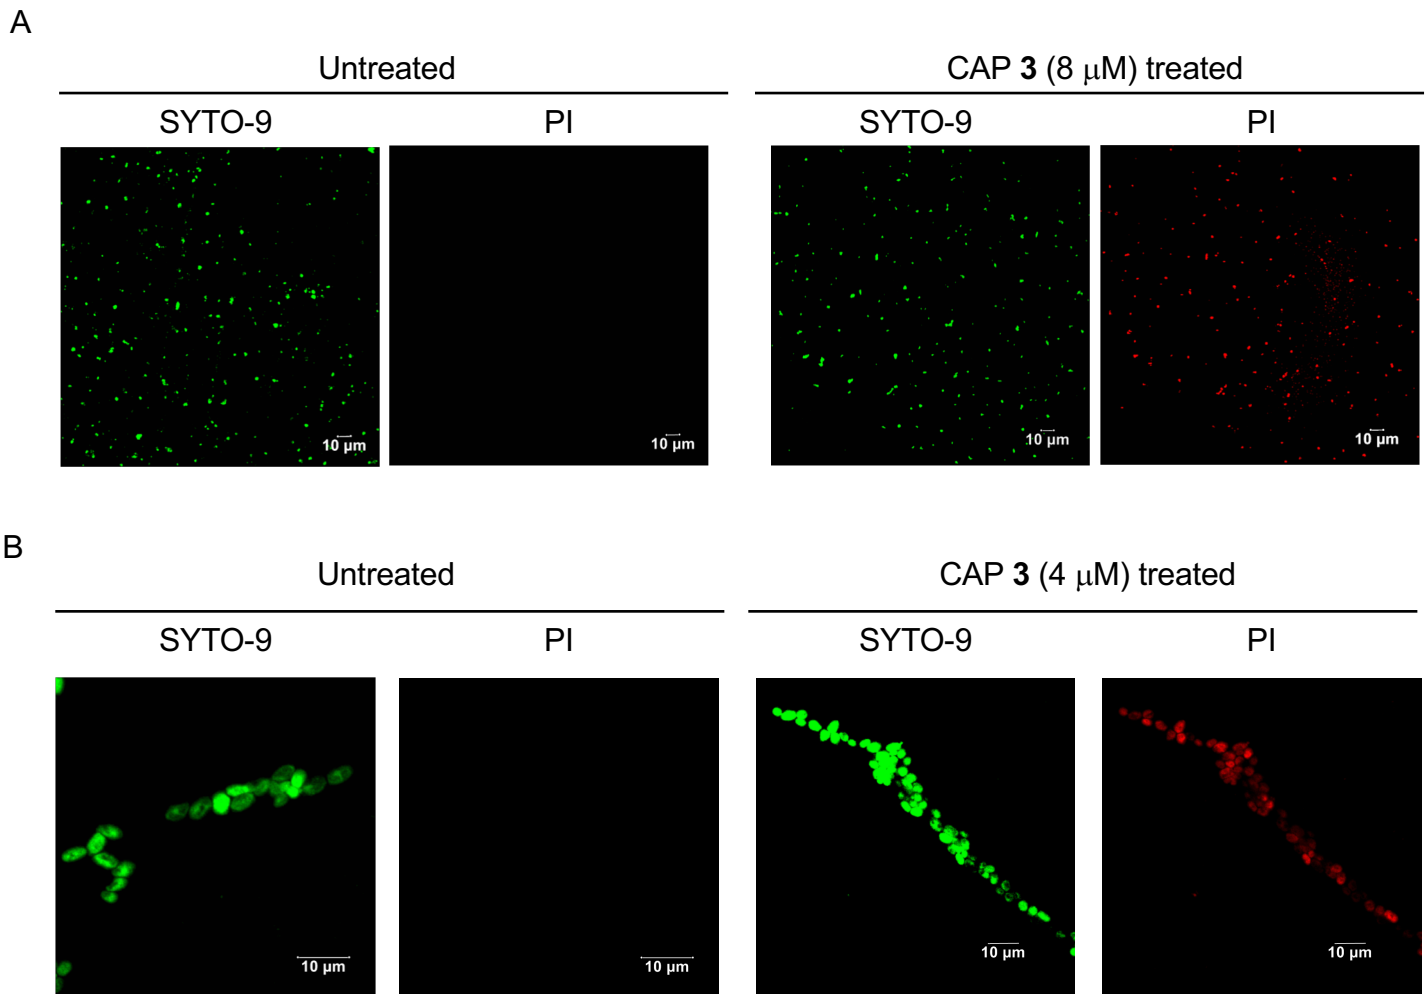 A
Untreated
CAP 3 (8 μM) treated
SYTO-9
PI
SYTO-9
PI
10 µm
10 µm
10 µm
10 µm
B
Untreated
CAP 3 (4 μM) treated
SYTO-9
PI
SYTO-9
PI
10 µm
10 µm
10 µm
10 µm